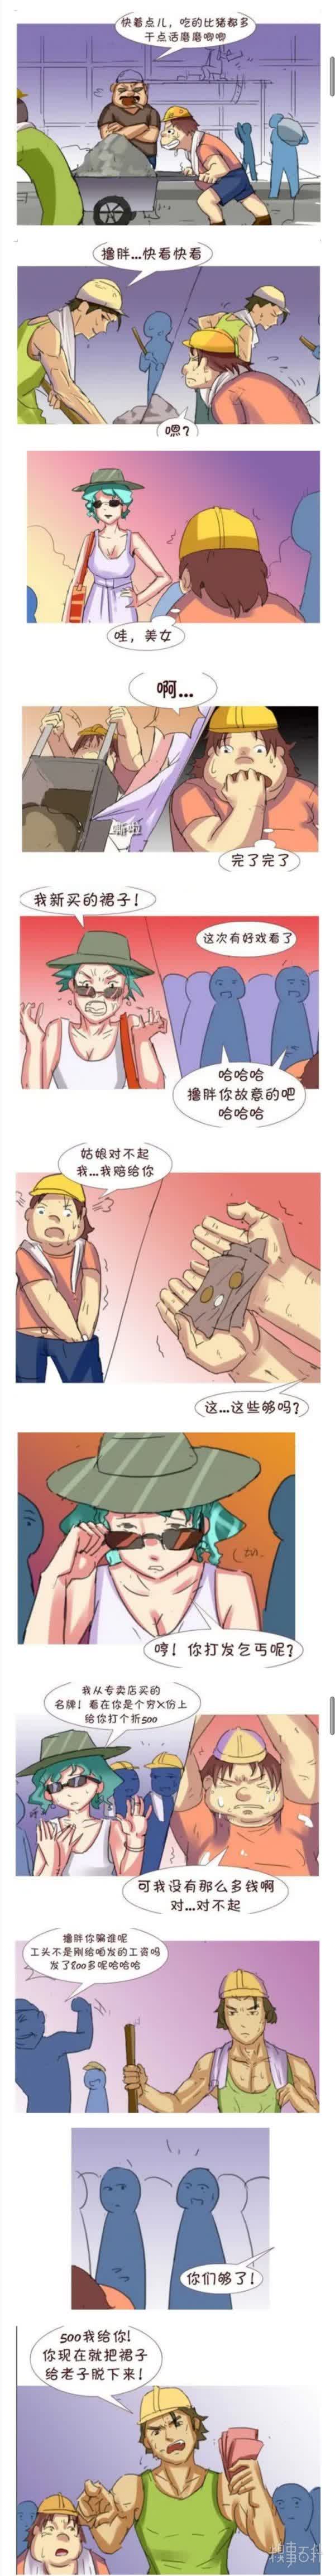 快着点儿，吃的比猪都多
干点活磨磨唧唧
撸胖...快看快看
嗯？
哇，美女
啊...
嘶啦
完了完了
我新买的裙子！
这次有好戏看了
哈哈哈
撸胖你故意的吧
哈哈哈
姑娘对不起
我...我赔给你
这...这些够吗？
哼！你打发乞丐呢？
我从专卖店买的
名牌！看在你是个穷X份上
给你打个折500
可我没有那么多钱啊
对...对不起
撸胖你骗谁呢
工头不是刚给咱发的工资吗
发了800多呢哈哈哈
你们够了！
500我给你!
你现在就把裙子
给老子脱下来！
糗事百科